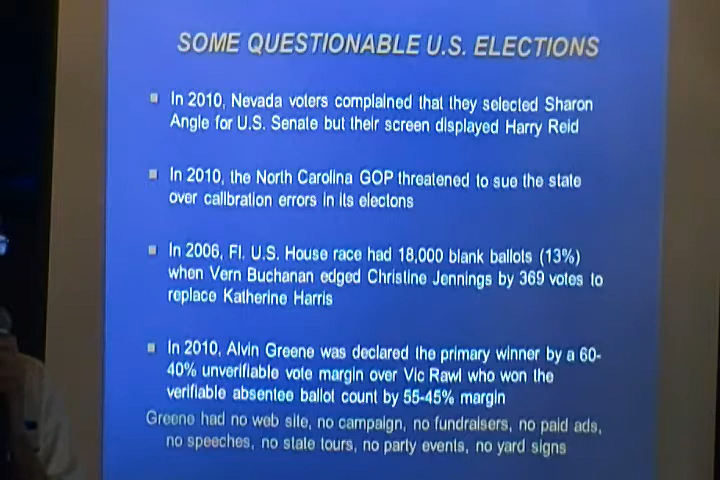 SOME QUESTIONABLE U.S. ELECTIONS
In 2010, Nevada voters complained that they selected Sharon
Angle for U.S. Senate but their screen displayed Harry Reid
In 2010, the North Carolina GOP threatened to sue the state
over calibration errors in its electons
In 2006, Fl. U.S. House race had 18,000 blank ballots (13%)
when Vern Buchanan edged Christine Jennings by 369 votes to
replace Katherine Harris
In 2010, Alvin Greene was declared the primary winner by a 60-
40% unverifiable vote margin over Vic Rawl who won the
verifiable absentee ballot count by 55-45% margin
Greene had no web site, no campaign, no fundraisers, no paid ads,
no speeches, no state tours, no party events, no yard signs